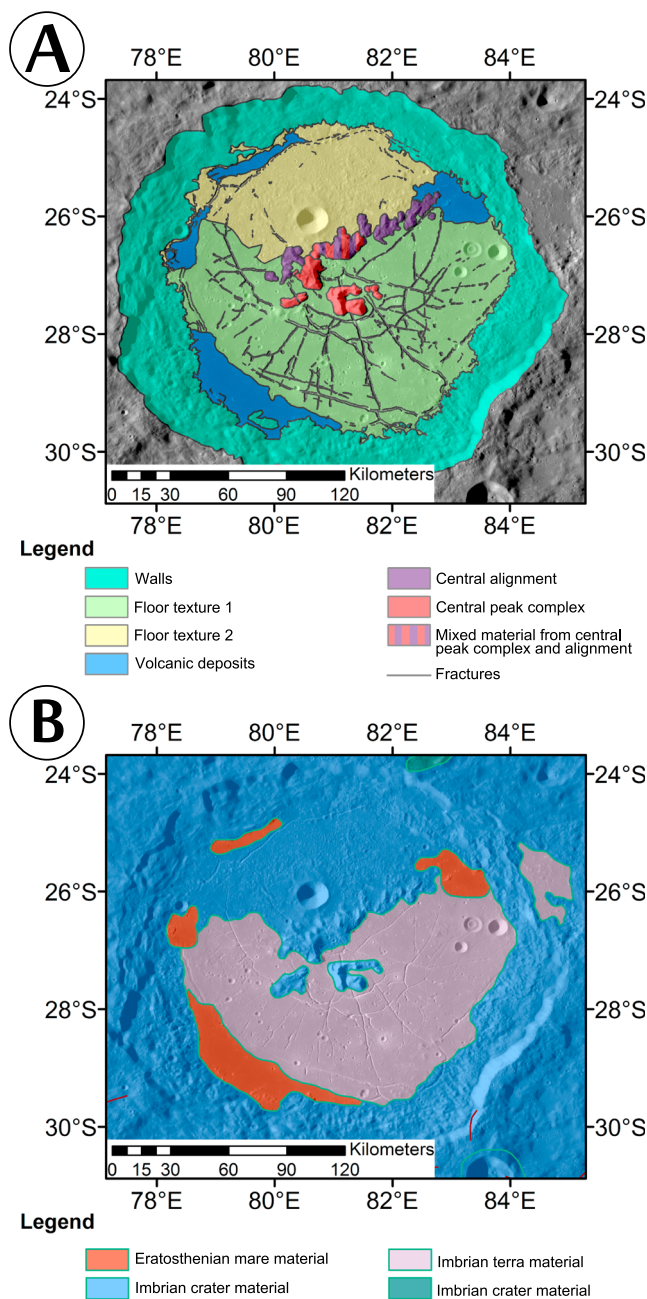 A
78°E 80°E 82°E 84°E
24°S 24°S
26°S 26°S
28°S 28°S
30°S 30°S
Kilometers
0 15 30 60 90 120
78°E 80°E 82°E 84°E
Legend
Walls
Floor texture 1
Floor texture 2
Volcanic deposits
Central alignment
Central peak complex
Mixed material from central
peak complex and alignment
Fractures
B
78°E 80°E 82°E 84°E
24°S 24°S
26°S 26°S
28°S 28°S
30°S 30°S
Kilometers
0 15 30 60 90 120
78°E 80°E 82°E 84°E
Legend
Eratosthenian mare material
Imbrian crater material
Imbrian terra material
Imbrian crater material